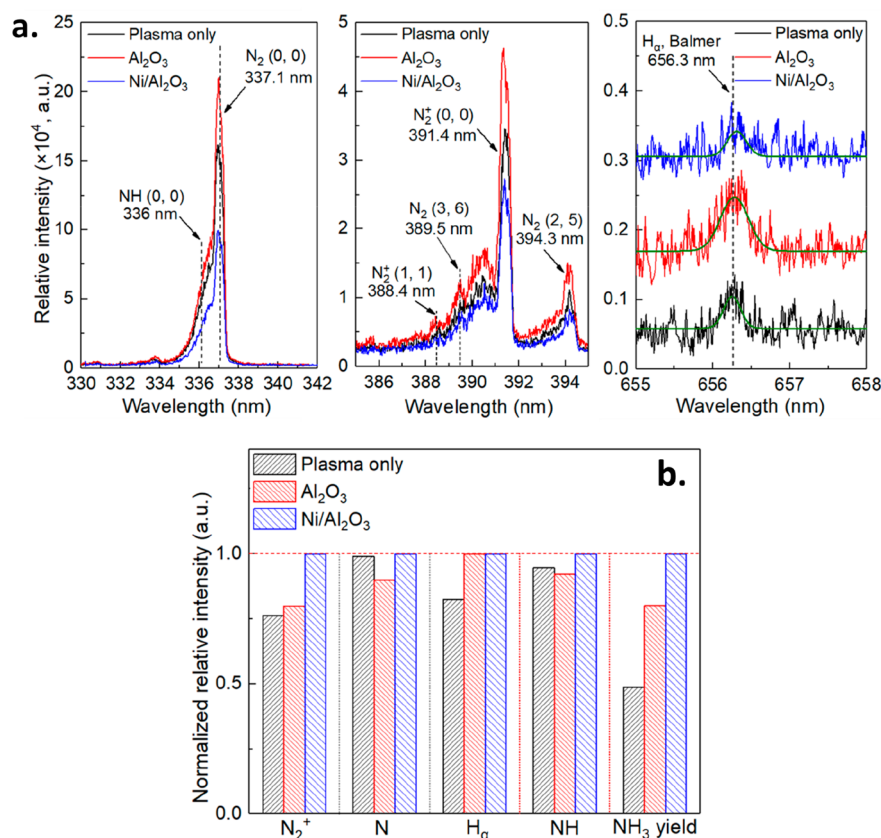 a.
Plasma only
Al₂O₃
Ni/Al₂O₃
N₂ (0, 0)
337.1 nm
NH (0, 0)
336 nm
25
20
15
10
5
0
Relative intensity (×10⁴, a.u.)
330 332 334 336 338 340 342
Wavelength (nm)
Plasma only
Al₂O₃
Ni/Al₂O₃
N₂⁺ (0, 0)
391.4 nm
N₂ (3, 6)
389.5 nm
N₂ (2, 5)
394.3 nm
N₂⁺ (1, 1)
388.4 nm
5
4
3
2
1
0
386 388 390 392 394
Wavelength (nm)
Plasma only
Al₂O₃
Ni/Al₂O₃
Hα, Balmer
656.3 nm
0.5
0.4
0.3
0.2
0.1
0.0
655 656 657 658
Wavelength (nm)
b.
Plasma only
Al₂O₃
Ni/Al₂O₃
1.0
0.5
0.0
Normalized relative intensity (a.u.)
N₂⁺ N Hα NH NH₃ yield